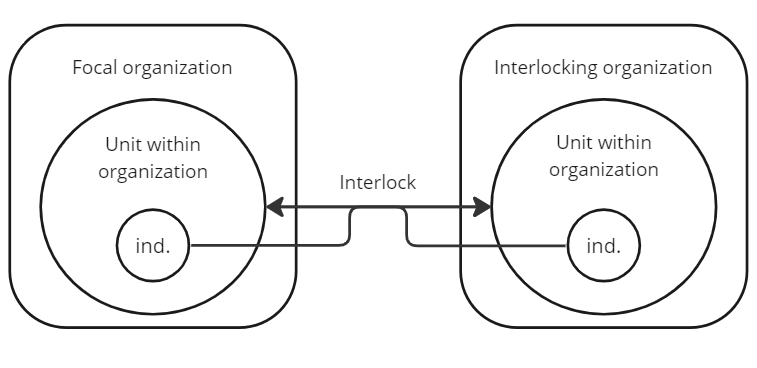 Focal organization
Unit within
organization
ind.
Interlock
Interlocking organization
Unit within
organization
ind.